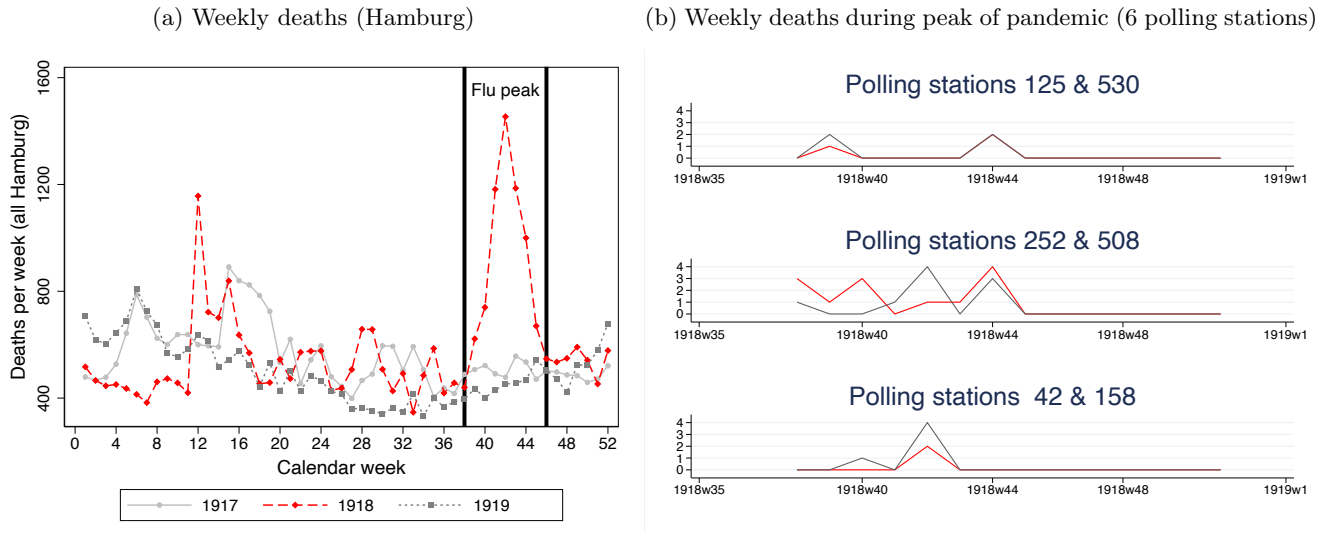 (a) Weekly deaths (Hamburg)
Deaths per week (all Hamburg)
1600
1200
800
400
Flu peak
0 4 8 12 16 20 24 28 32 36 40 44 48 52
Calendar week
1917 1918 1919
(b) Weekly deaths during peak of pandemic (6 polling stations)
Polling stations 125 & 530
4
3
2
1
0
1918w35 1918w40 1918w44 1918w48 1919w1
Polling stations 252 & 508
4
3
2
1
0
1918w35 1918w40 1918w44 1918w48 1919w1
Polling stations 42 & 158
4
3
2
1
0
1918w35 1918w40 1918w44 1918w48 1919w1